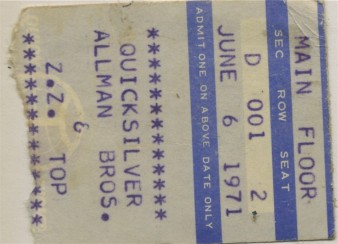 MAIN FLOOR
SEC ROW SEAT
D 001 2
JUNE 6 1971
ADMIT ONE ON ABOVE DATE ONLY
****************
QUICKSILVER
ALLMAN BROS.
&
Z.Z. TOP
****************